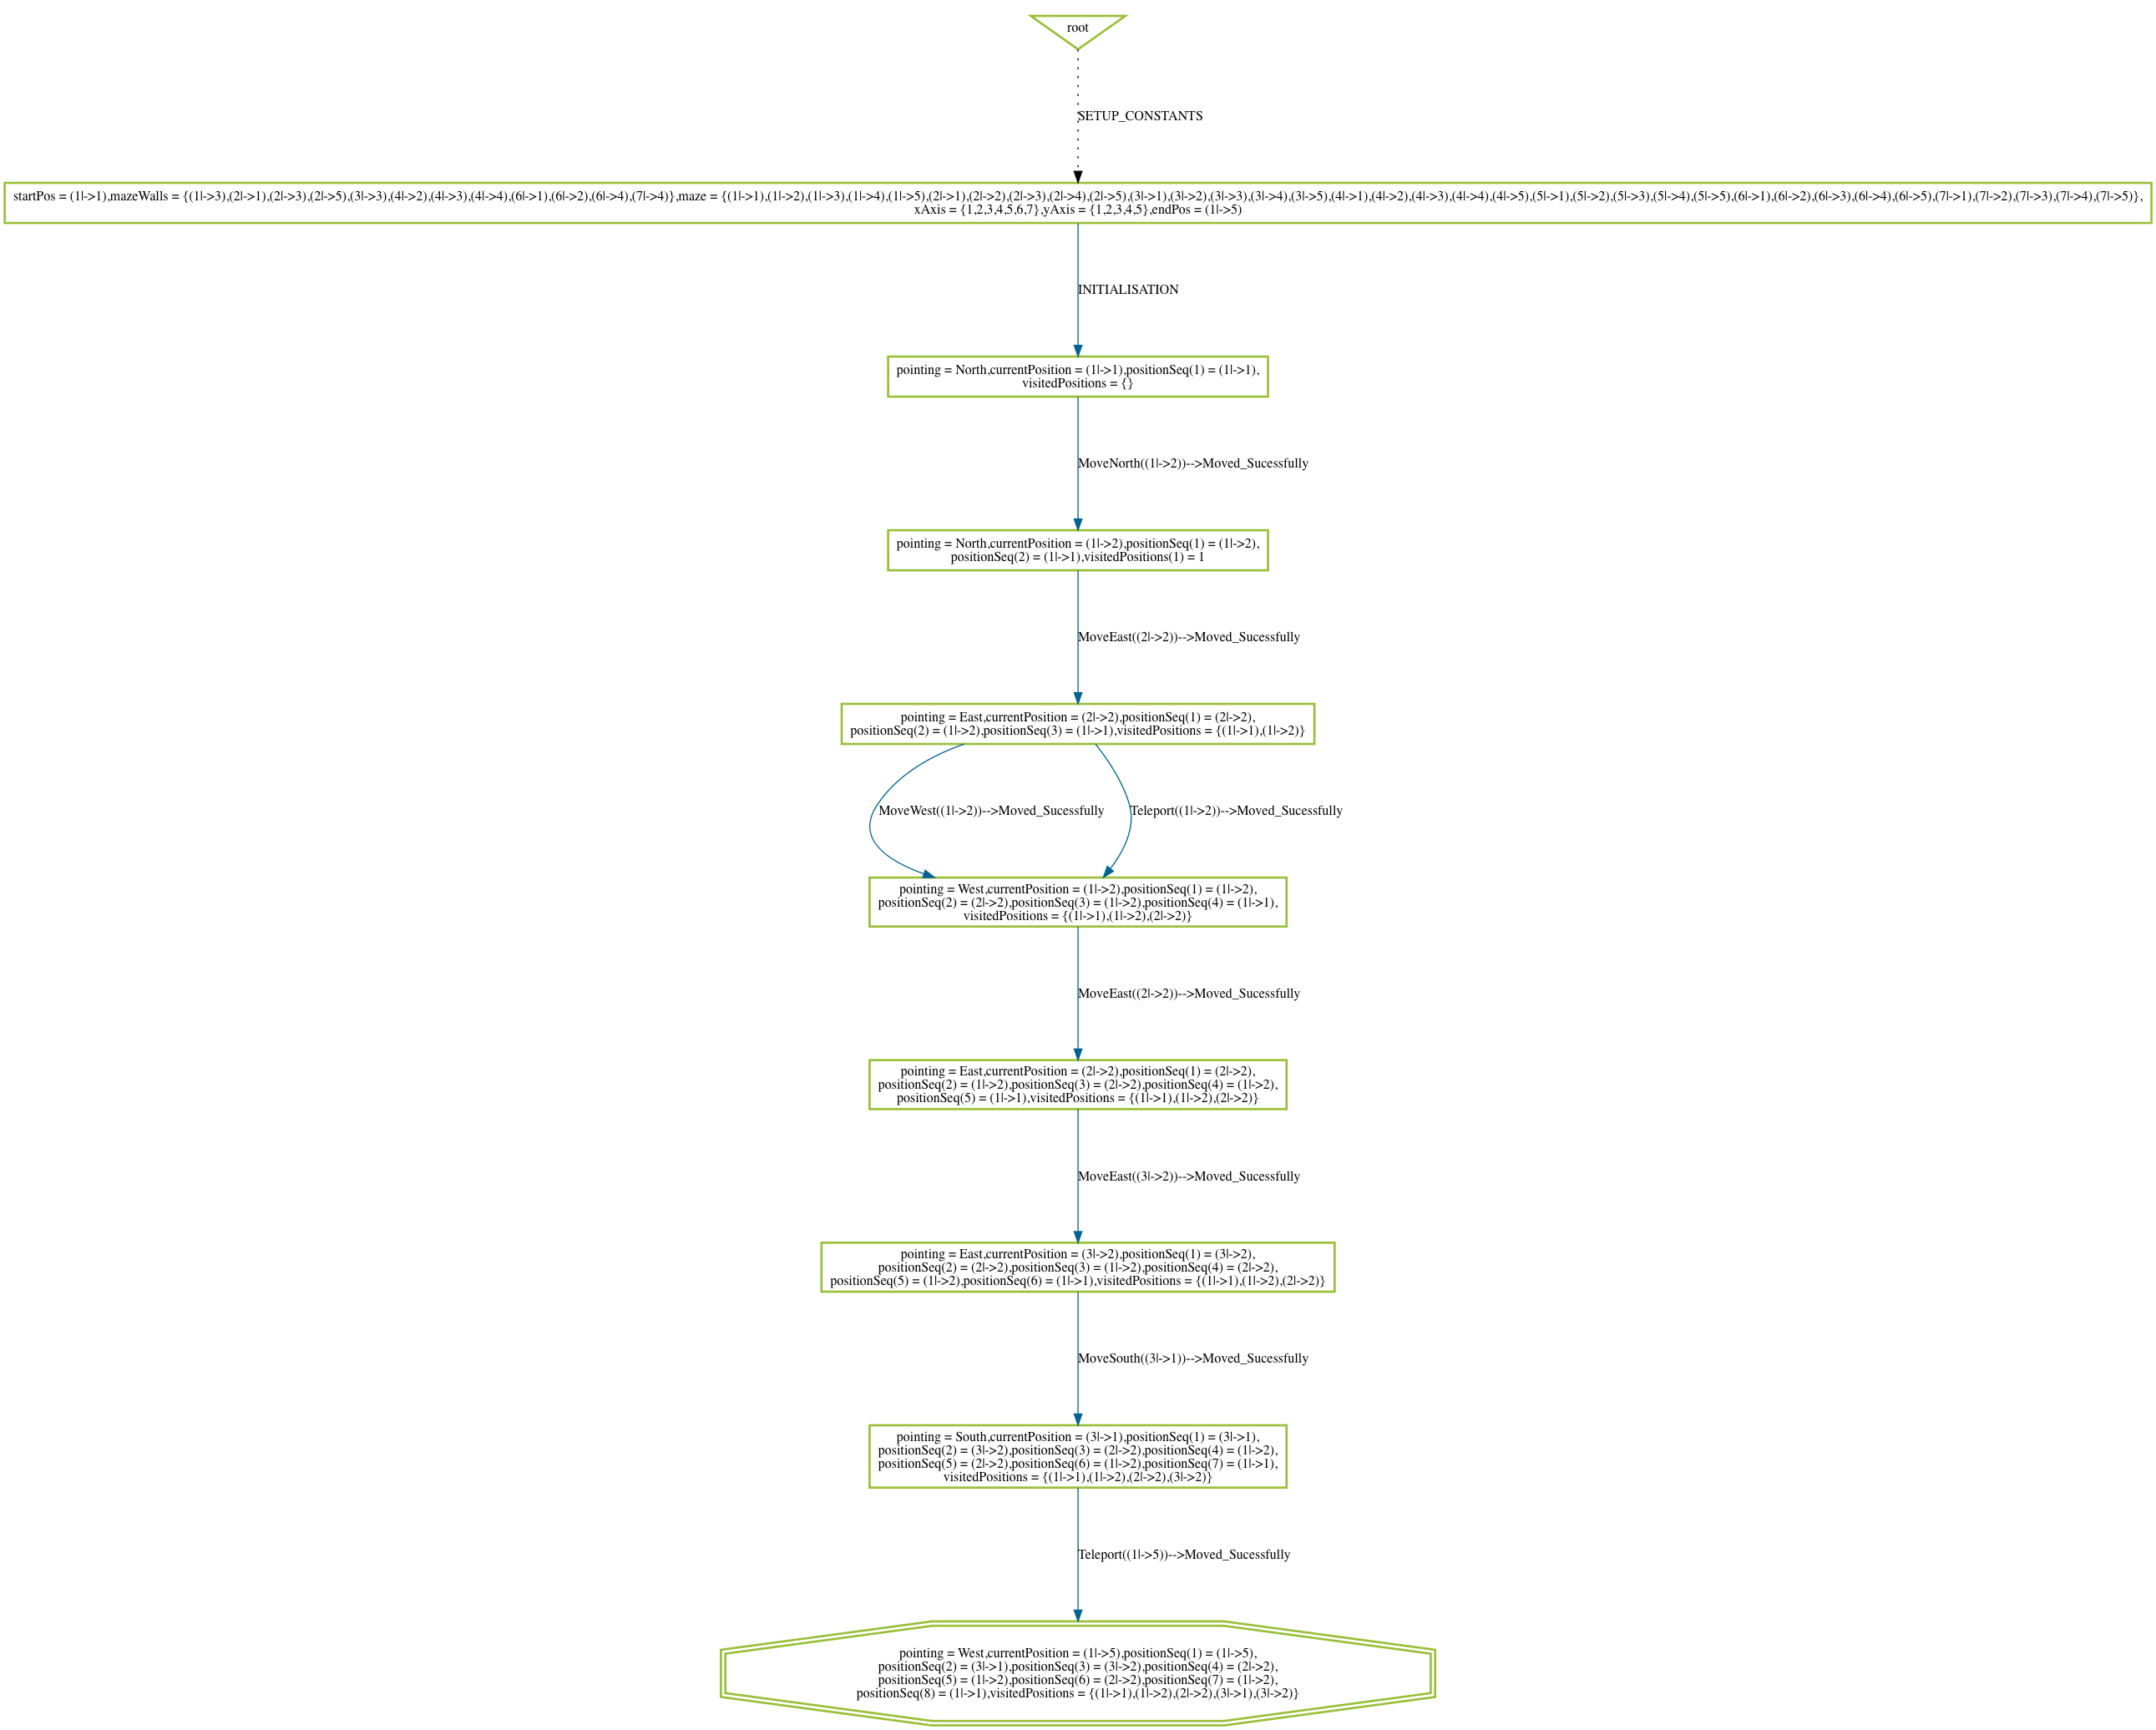 root
SETUP_CONSTANTS
startPos = (1|->1),mazeWalls = {(1|->3),(2|->1),(2|->3),(2|->5),(3|->3),(4|->2),(4|->3),(4|->4),(6|->1),(6|->2),(6|->4),(7|->4)},maze = {(1|->1),(1|->2),(1|->3),(1|->4),(1|->5),(2|->1),(2|->2),(2|->3),(2|->4),(2|->5),(3|->1),(3|->2),(3|->3),(3|->4),(3|->5),(4|->1),(4|->2),(4|->3),(4|->4),(4|->5),(5|->1),(5|->2),(5|->3),(5|->4),(5|->5),(6|->1),(6|->2),(6|->3),(6|->4),(6|->5),(7|->1),(7|->2),(7|->3),(7|->4),(7|->5)},
xAxis = {1,2,3,4,5,6,7},yAxis = {1,2,3,4,5},endPos = (1|->5)
INITIALISATION
pointing = North,currentPosition = (1|->1),positionSeq(1) = (1|->1),
visitedPositions = {}
MoveNorth((1|->2))-->Moved_Sucessfully
pointing = North,currentPosition = (1|->2),positionSeq(1) = (1|->2),
positionSeq(2) = (1|->1),visitedPositions(1) = 1
MoveEast((2|->2))-->Moved_Sucessfully
pointing = East,currentPosition = (2|->2),positionSeq(1) = (2|->2),
positionSeq(2) = (1|->2),positionSeq(3) = (1|->1),visitedPositions = {(1|->1),(1|->2)}
MoveWest((1|->2))-->Moved_Sucessfully
Teleport((1|->2))-->Moved_Sucessfully
pointing = West,currentPosition = (1|->2),positionSeq(1) = (1|->2),
positionSeq(2) = (2|->2),positionSeq(3) = (1|->2),positionSeq(4) = (1|->1),
visitedPositions = {(1|->1),(1|->2),(2|->2)}
MoveEast((2|->2))-->Moved_Sucessfully
pointing = East,currentPosition = (2|->2),positionSeq(1) = (2|->2),
positionSeq(2) = (1|->2),positionSeq(3) = (2|->2),positionSeq(4) = (1|->2),
positionSeq(5) = (1|->1),visitedPositions = {(1|->1),(1|->2),(2|->2)}
MoveEast((3|->2))-->Moved_Sucessfully
pointing = East,currentPosition = (3|->2),positionSeq(1) = (3|->2),
positionSeq(2) = (2|->2),positionSeq(3) = (1|->2),positionSeq(4) = (2|->2),
positionSeq(5) = (1|->2),positionSeq(6) = (1|->1),visitedPositions = {(1|->1),(1|->2),(2|->2)}
MoveSouth((3|->1))-->Moved_Sucessfully
pointing = South,currentPosition = (3|->1),positionSeq(1) = (3|->1),
positionSeq(2) = (3|->2),positionSeq(3) = (2|->2),positionSeq(4) = (1|->2),
positionSeq(5) = (2|->2),positionSeq(6) = (1|->2),positionSeq(7) = (1|->1),
visitedPositions = {(1|->1),(1|->2),(2|->2),(3|->2)}
Teleport((1|->5))-->Moved_Sucessfully
pointing = West,currentPosition = (1|->5),positionSeq(1) = (1|->5),
positionSeq(2) = (3|->1),positionSeq(3) = (3|->2),positionSeq(4) = (2|->2),
positionSeq(5) = (1|->2),positionSeq(6) = (2|->2),positionSeq(7) = (1|->2),
positionSeq(8) = (1|->1),visitedPositions = {(1|->1),(1|->2),(2|->2),(3|->1),(3|->2)}